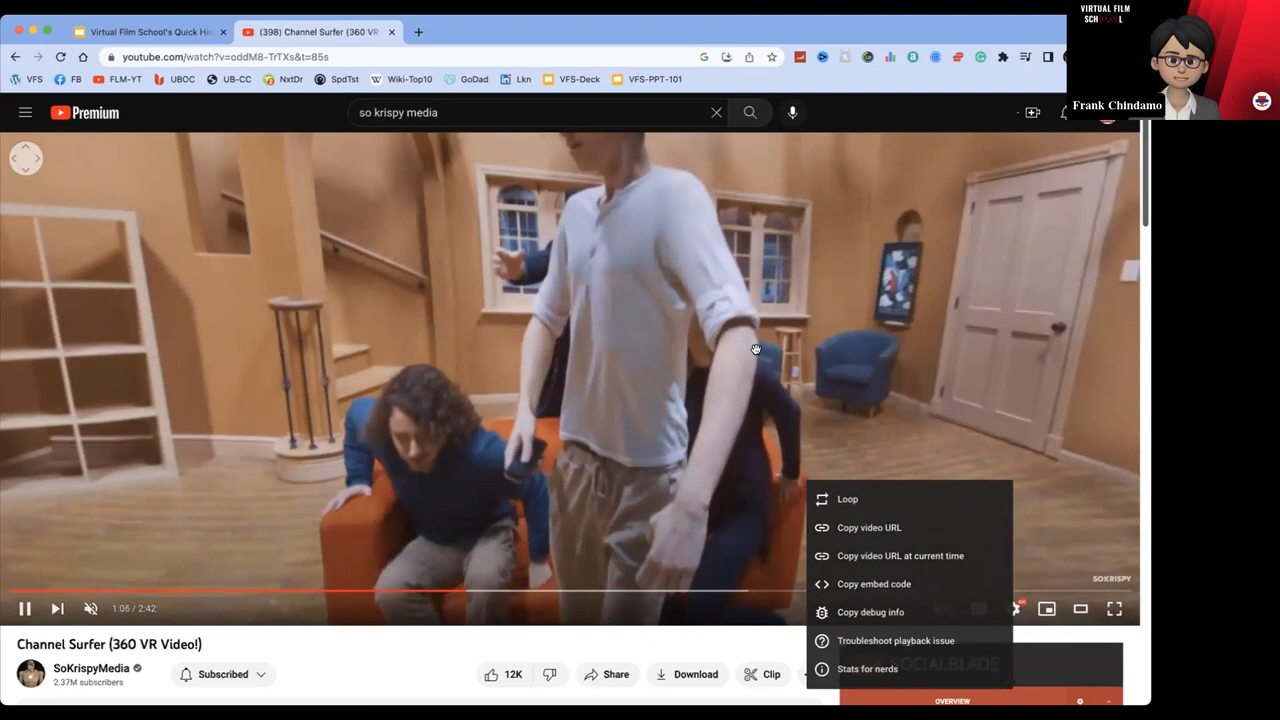 Virtual Film School's Quick His
(398) Channel Surfer (360 VR
VIRTUAL FILM
SCHOOL
Frank Chindamo
youtube.com/watch?v=oddM8-TrTXs&t=85s
VFS
FB
FLM-YT
UBOC
UB-CC
NxtDr
SpdTst
Wiki-Top10
GoDad
Lkn
VFS-Deck
VFS-PPT-101
Premium
so krispy media
Loop
Copy video URL
Copy video URL at current time
Copy embed code
Copy debug info
Troubleshoot playback issue
Stats for nerds
SOKRISPY
1:05 / 2:42
Channel Surfer (360 VR Video!)
SoKrispyMedia
2.37M subscribers
Subscribed
12K
Share
Download
Clip
SOCIALBLADE
OVERVIEW